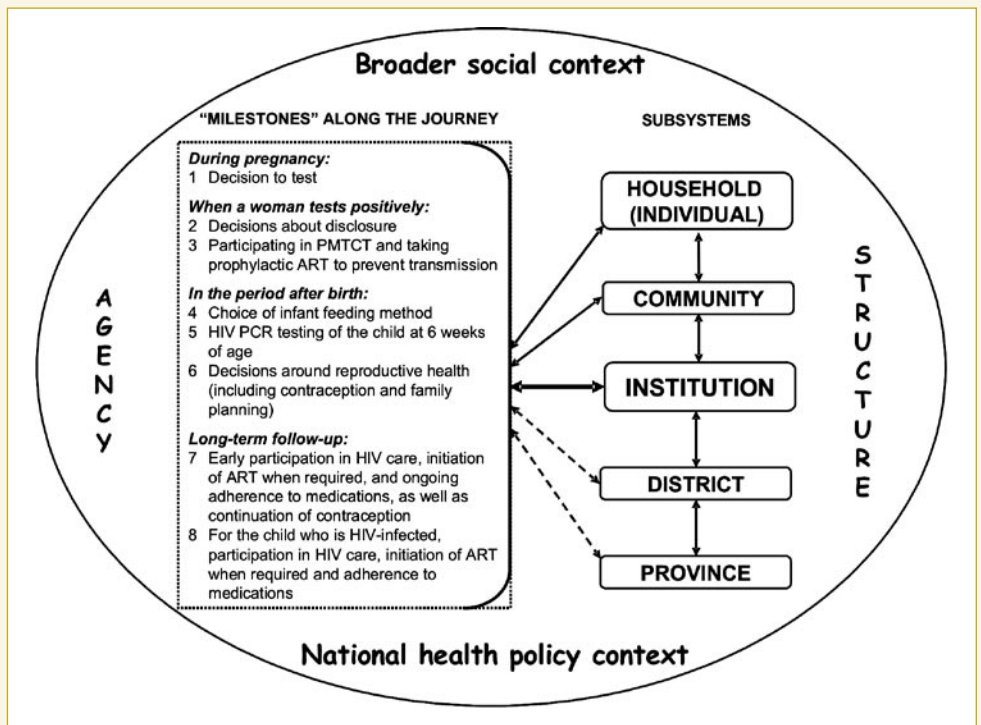 Broader social context
"MILESTONES" ALONG THE JOURNEY
During pregnancy:
1 Decision to test
When a woman tests positively:
2 Decisions about disclosure
3 Participating in PMTCT and taking
prophylactic ART to prevent transmission
In the period after birth:
4 Choice of infant feeding method
5 HIV PCR testing of the child at 6 weeks
of age
6 Decisions around reproductive health
(including contraception and family
planning)
Long-term follow-up:
7 Early participation in HIV care, initiation
of ART when required, and ongoing
adherence to medications, as well as
continuation of contraception
8 For the child who is HIV-infected,
participation in HIV care, initiation of ART
when required and adherence to
medications
SUBSYSTEMS
HOUSEHOLD
(INDIVIDUAL)
COMMUNITY
INSTITUTION
DISTRICT
PROVINCE
AGENCY
STRUCTURE
National health policy context